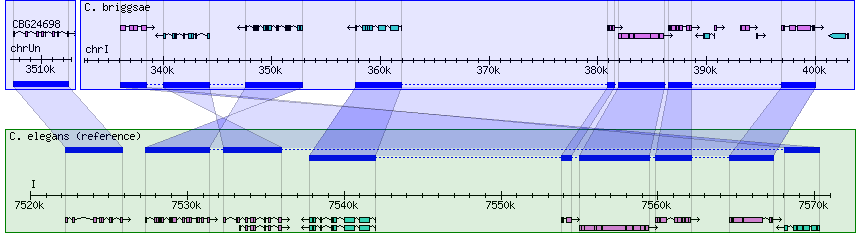 C. briggsae
CBG24698
chrUn
chrI
3510k
340k 350k 360k 370k 380k 390k 400k
C. elegans (reference)
I
7520k 7530k 7540k 7550k 7560k 7570k